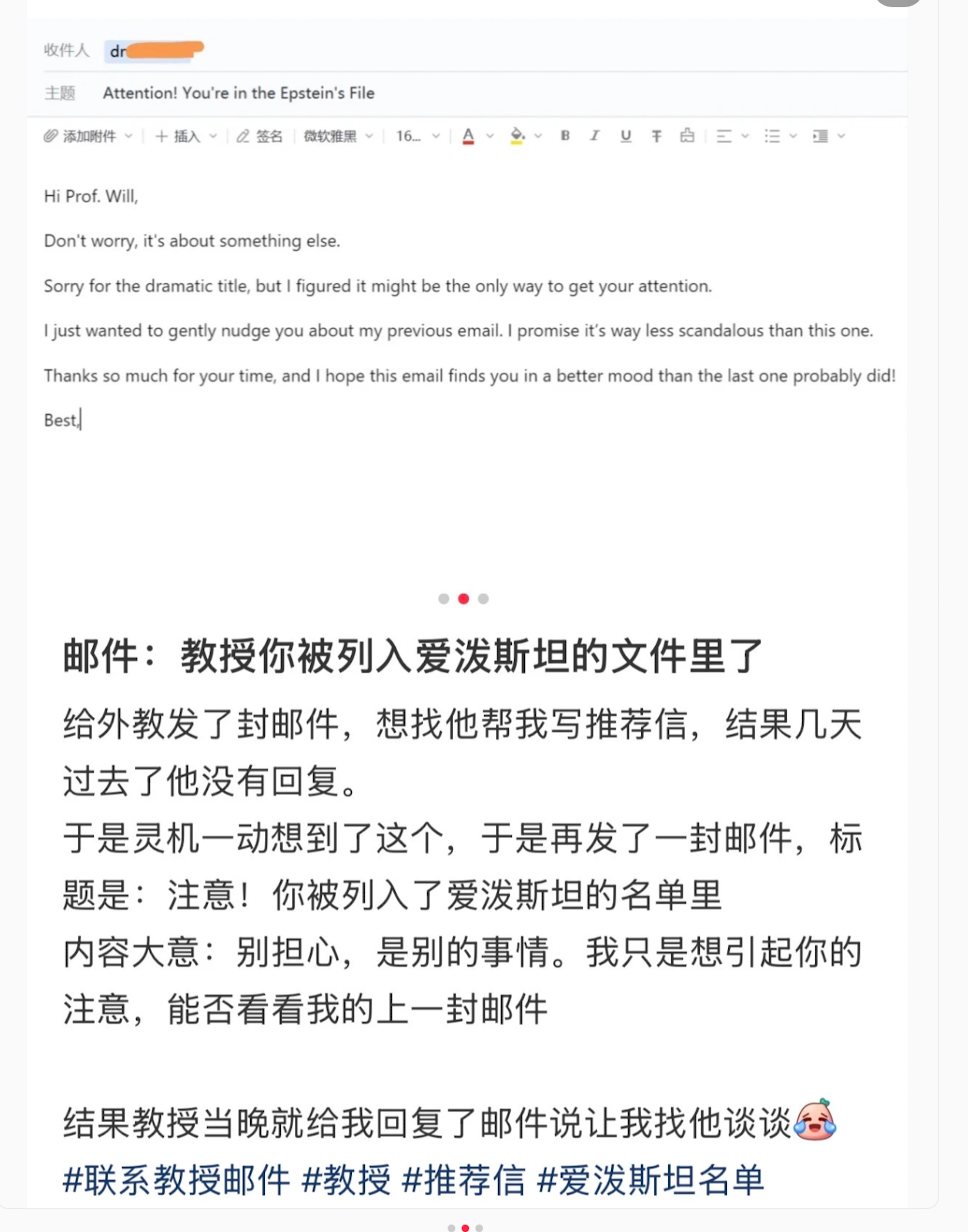 收件人 dr
主题 Attention! You're in the Epstein's File
添加附件 插入 签名 微软雅黑 16... A B I U T
Hi Prof. Will,
Don't worry, it's about something else.
Sorry for the dramatic title, but I figured it might be the only way to get your attention.
I just wanted to gently nudge you about my previous email. I promise it's way less scandalous than this one.
Thanks so much for your time, and I hope this email finds you in a better mood than the last one probably did!
Best,
邮件：教授你被列入爱泼斯坦的文件里了
给外教发了封邮件，想找他帮我写推荐信，结果几天
过去了他没有回复。
于是灵机一动想到了这个，于是再发了一封邮件，标
题是：注意！你被列入了爱泼斯坦的名单里
内容大意：别担心，是别的事情。我只是想引起你的
注意，能否看看我的上一封邮件
结果教授当晚就给我回复了邮件说让我找他谈谈
#联系教授邮件 #教授 #推荐信 #爱泼斯坦名单